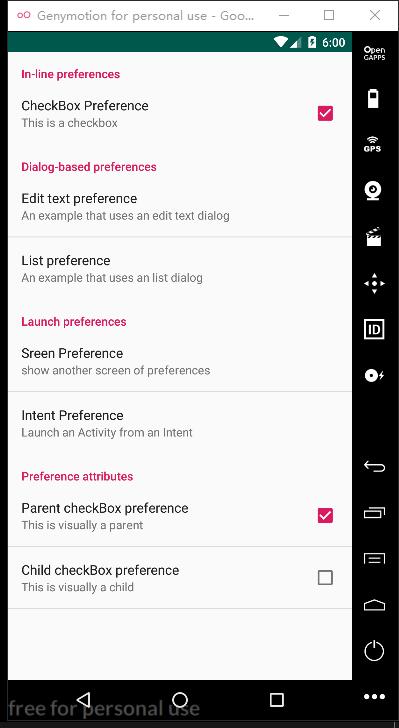 Genymotion for personal use - Goo...
6:00
Open
GAPPS
In-line preferences
CheckBox Preference
This is a checkbox
GPS
Dialog-based preferences
Edit text preference
An example that uses an edit text dialog
List preference
An example that uses an list dialog
Launch preferences
Sreen Preference
show another screen of preferences
ID
Intent Preference
Launch an Activity from an Intent
Preference attributes
Parent checkBox preference
This is visually a parent
Child checkBox preference
This is visually a child
free for personal use